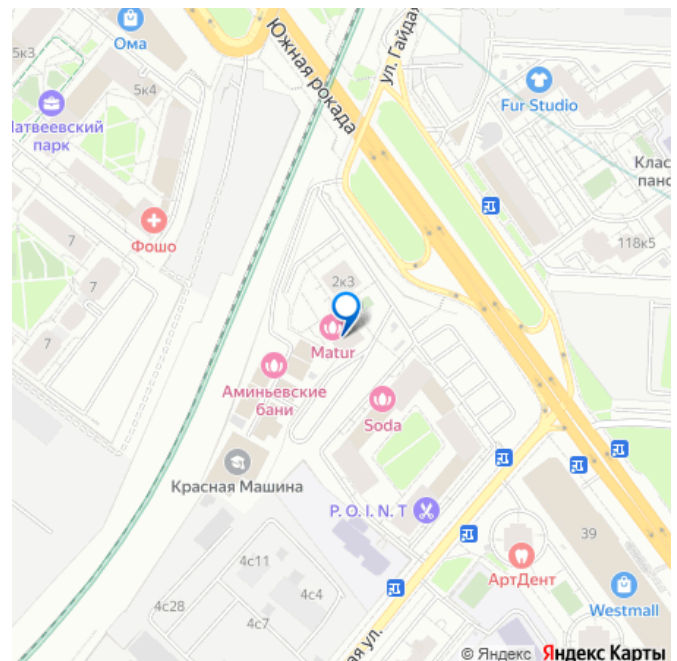 5к3
Ома
5к4
Южная рокада
ул. Гайда
Fur Studio
Матвеевский
парк
Клас
пано
Фошо
7
7
7
118к5
2к3
Matur
Аминьевские
бани
Soda
Красная Машина
P. O. I. N. T
39
4с11
4с4
4с28
4с7
АртДент
Westmall
ая ул.
© Яндекс Яндекс Карты